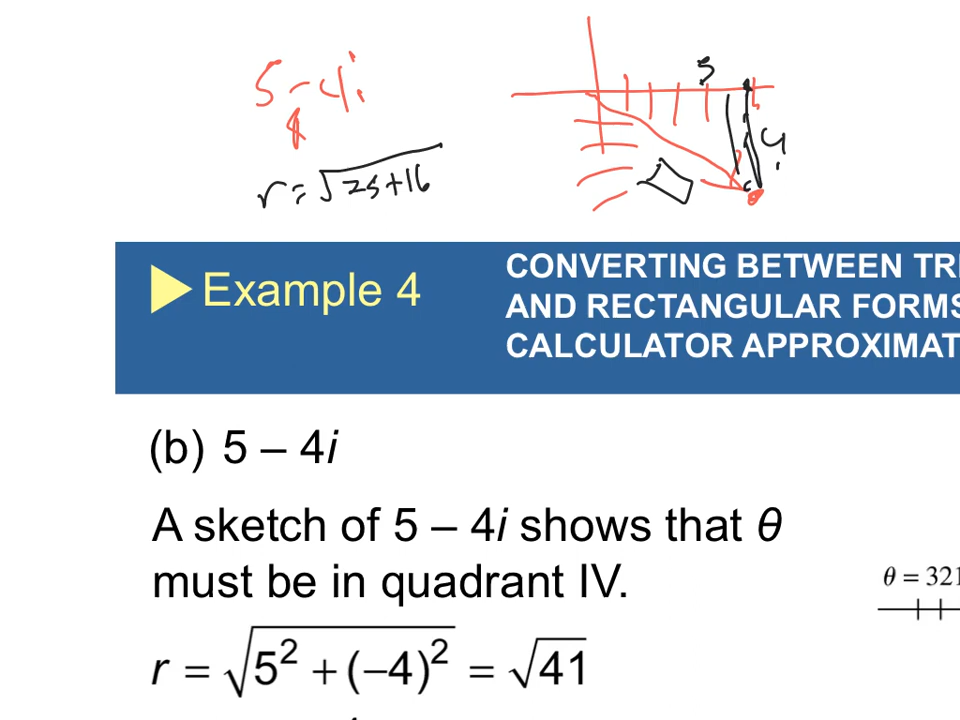 5 - 4i
5
4
r = √25+16
Example 4
CONVERTING BETWEEN TRI
AND RECTANGULAR FORMS
CALCULATOR APPROXIMAT
(b) 5 – 4i
A sketch of 5 – 4i shows that θ
must be in quadrant IV.
θ = 321
r = √5² + (–4)² = √41